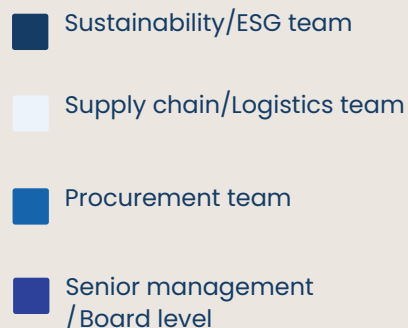 Sustainability/ESG team
Supply chain/Logistics team
Procurement team
Senior management
/Board level